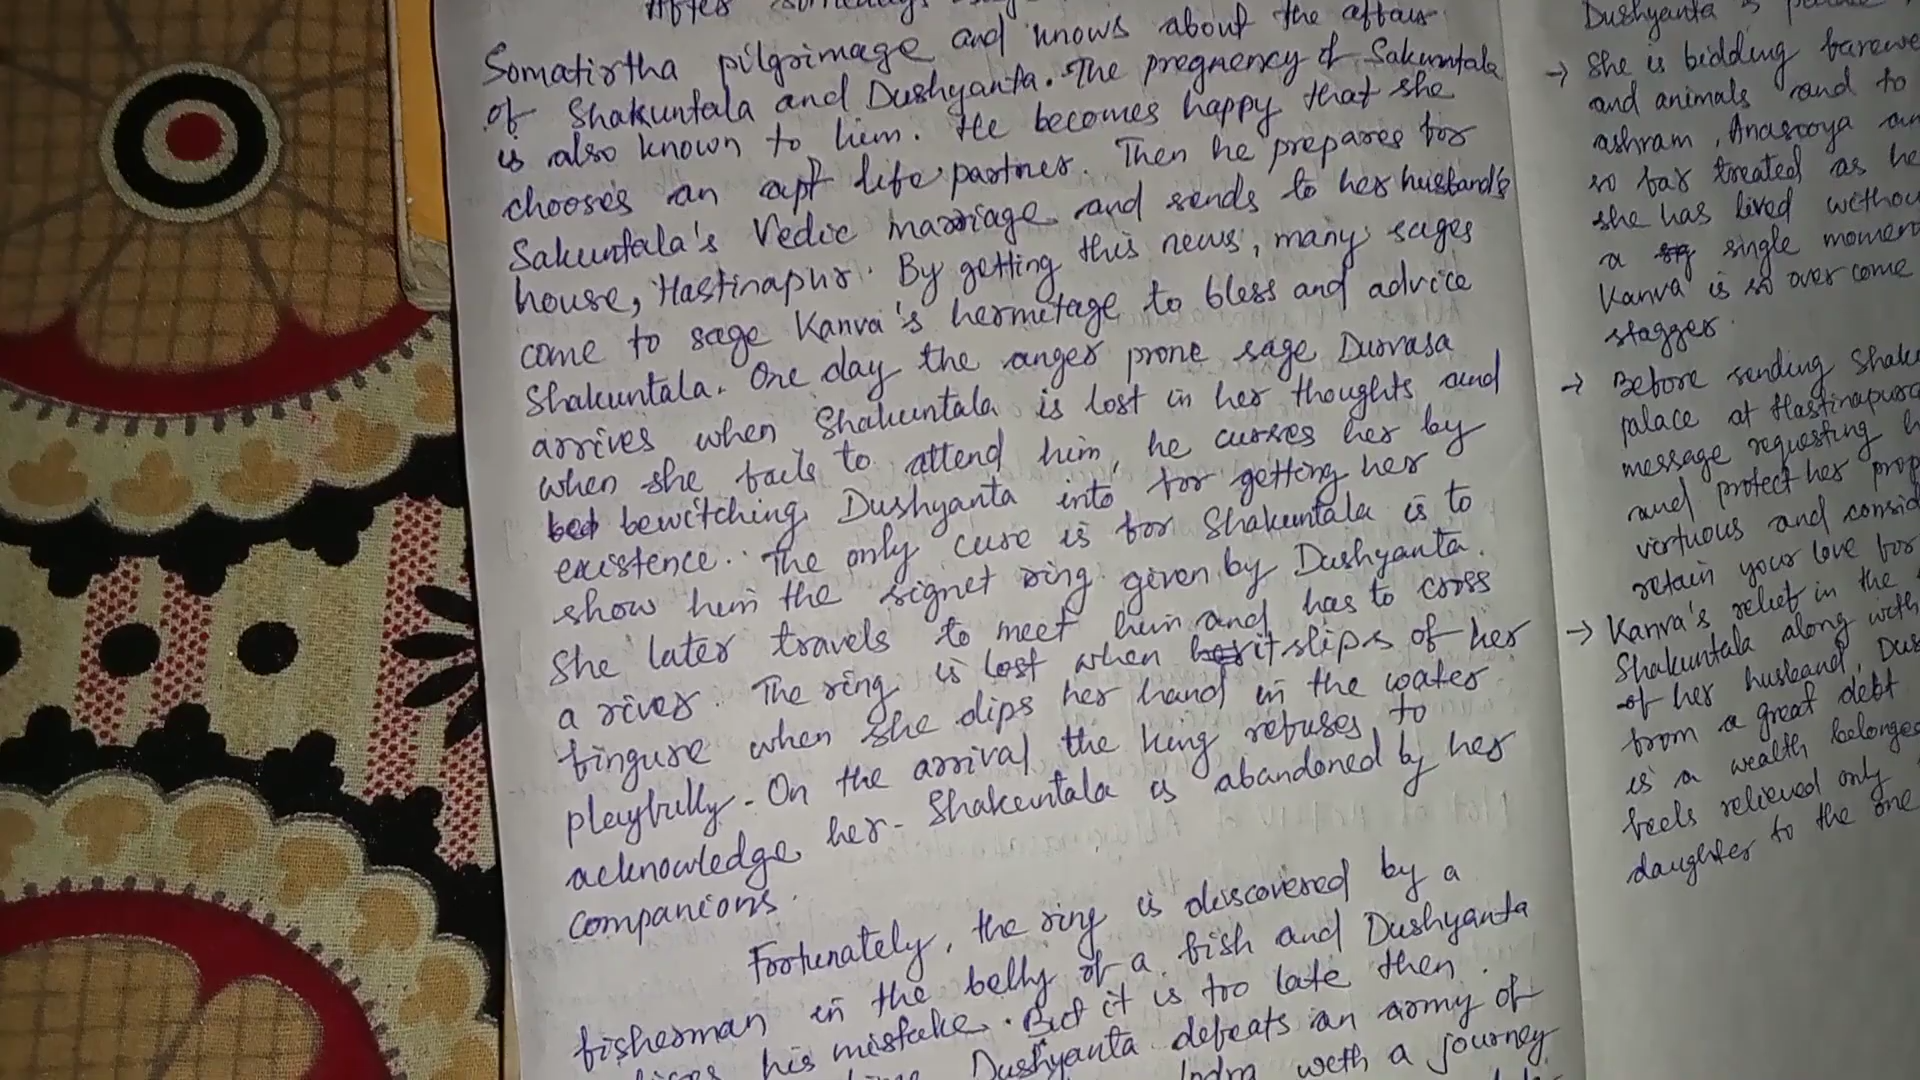 After
Somatirtha pilgrimage and knows about the affair
of Shakuntala and Dushyanta. The pregnency of Sakuntala
is also known to him. He becomes happy that she
chooses an apt life partner. Then he prepares for
Sakuntala's Vedic marriage and sends to her husband's
house, Hastinapur. By getting this news, many sages
come to sage Kanva's hermitage to bless and advice
Shakuntala. One day the anger prone sage Durvasa
arrives when Shakuntala is lost in her thoughts and
when she fails to attend him, he curses her by
bewitching Dushyanta into for getting her
existence. The only cure is for Shakuntala is to
show him the signet ring given by Dushyanta.
She later travels to meet him and has to cross
a river. The ring is lost when it slips of her
fingure when she dips her hand in the water
playfully. On the arrival the king refuses to
acknowledge her. Shakuntala is abandoned by her
companions.
Fortunately, the ring is discovered by a
fisherman in the belly of a fish and Dushyanta
his mistake. But it is too late then.
Dushyanta defeats an army of
Indra with a journey
Dushyanta
→ She is bidding
and animals and to
ashram, Anasooya
so far treated as
she has lived
a single moment
Kanva is so over come
stagger.
→ Before sending
palace at
message requesting
and protect her
virtuous and
retain your love for
→ Kanva's relief in the
Shakuntala along with
of her husband,
from a great debt
is a wealth belongs
feels relieved only
daughter to the one